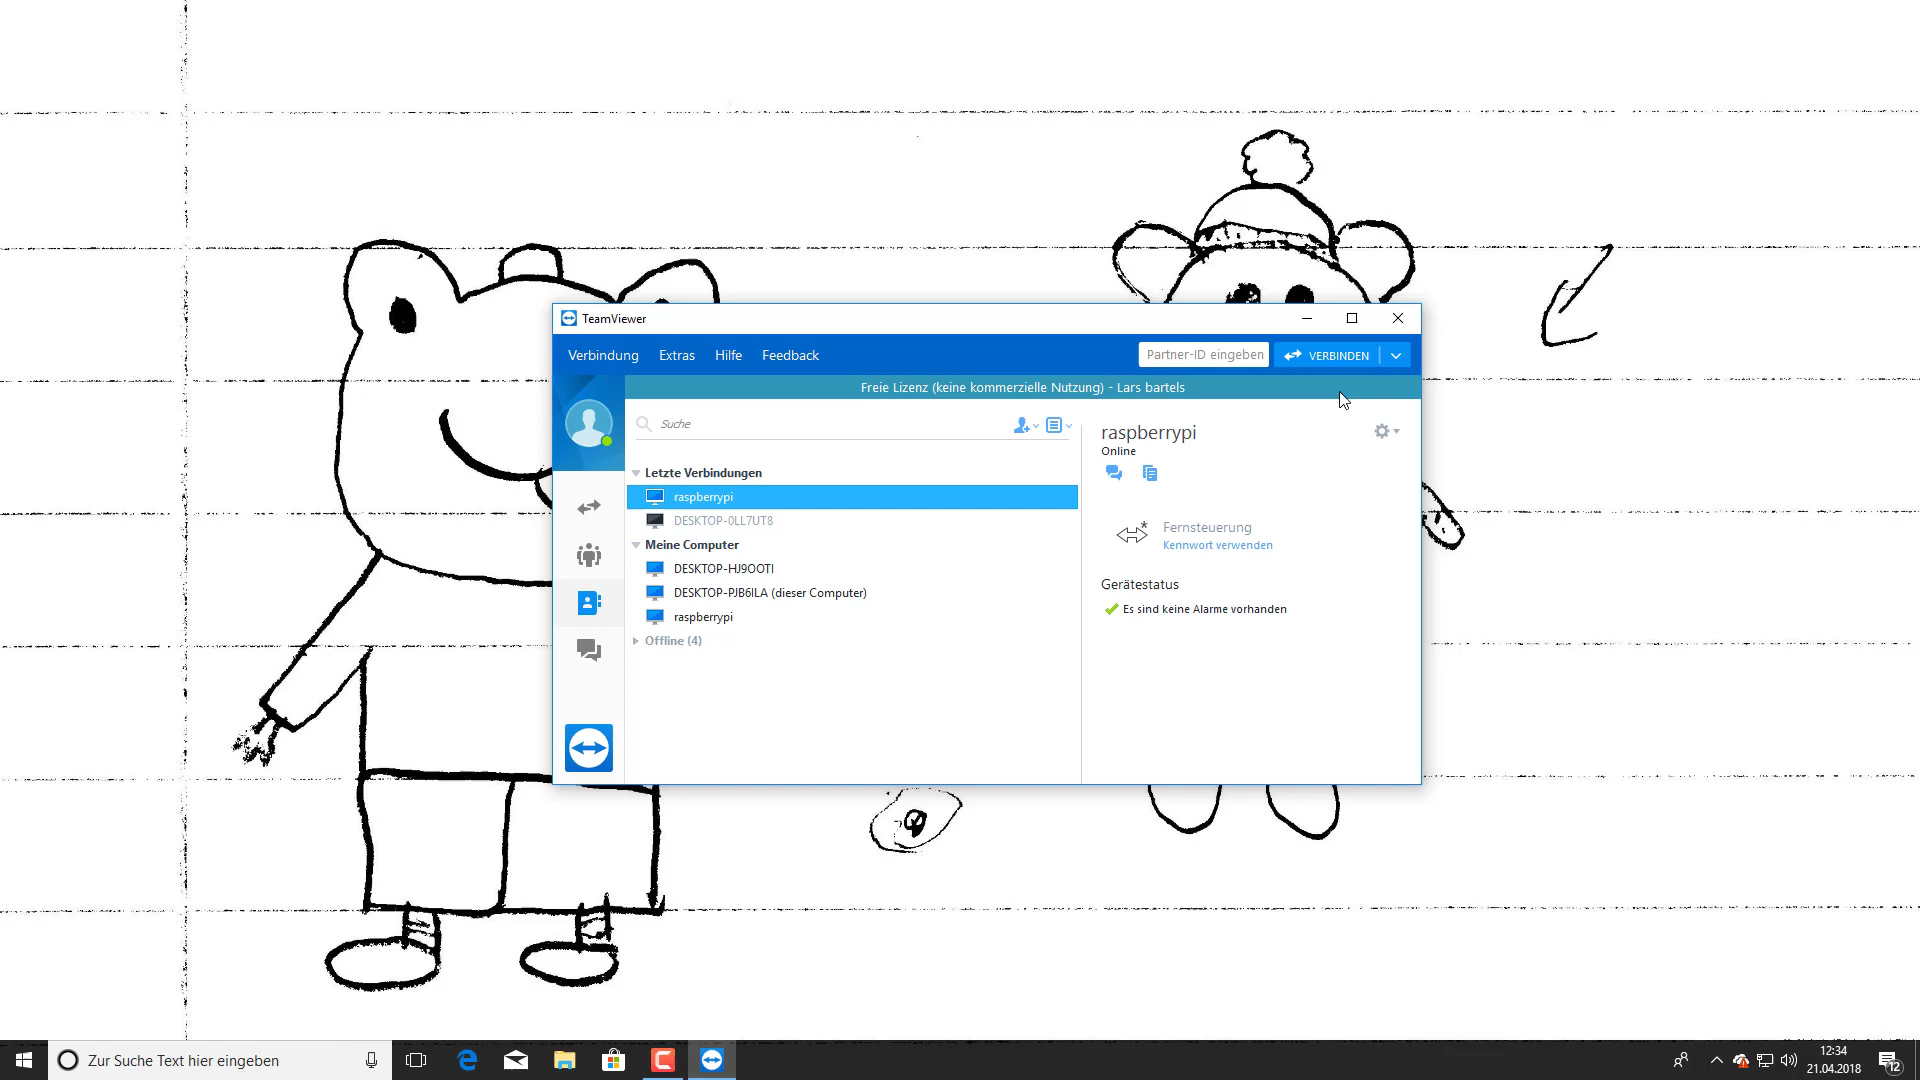 TeamViewer
Verbindung Extras Hilfe Feedback
Partner-ID eingeben
VERBINDEN
Freie Lizenz (keine kommerzielle Nutzung) - Lars bartels
Suche
Letzte Verbindungen
raspberrypi
DESKTOP-0LL7UT8
Meine Computer
DESKTOP-HJ9OOTI
DESKTOP-PJB6ILA (dieser Computer)
raspberrypi
Offline (4)
raspberrypi
Online
Fernsteuerung
Kennwort verwenden
Gerätestatus
Es sind keine Alarme vorhanden
Zur Suche Text hier eingeben
12:34
21.04.2018
12